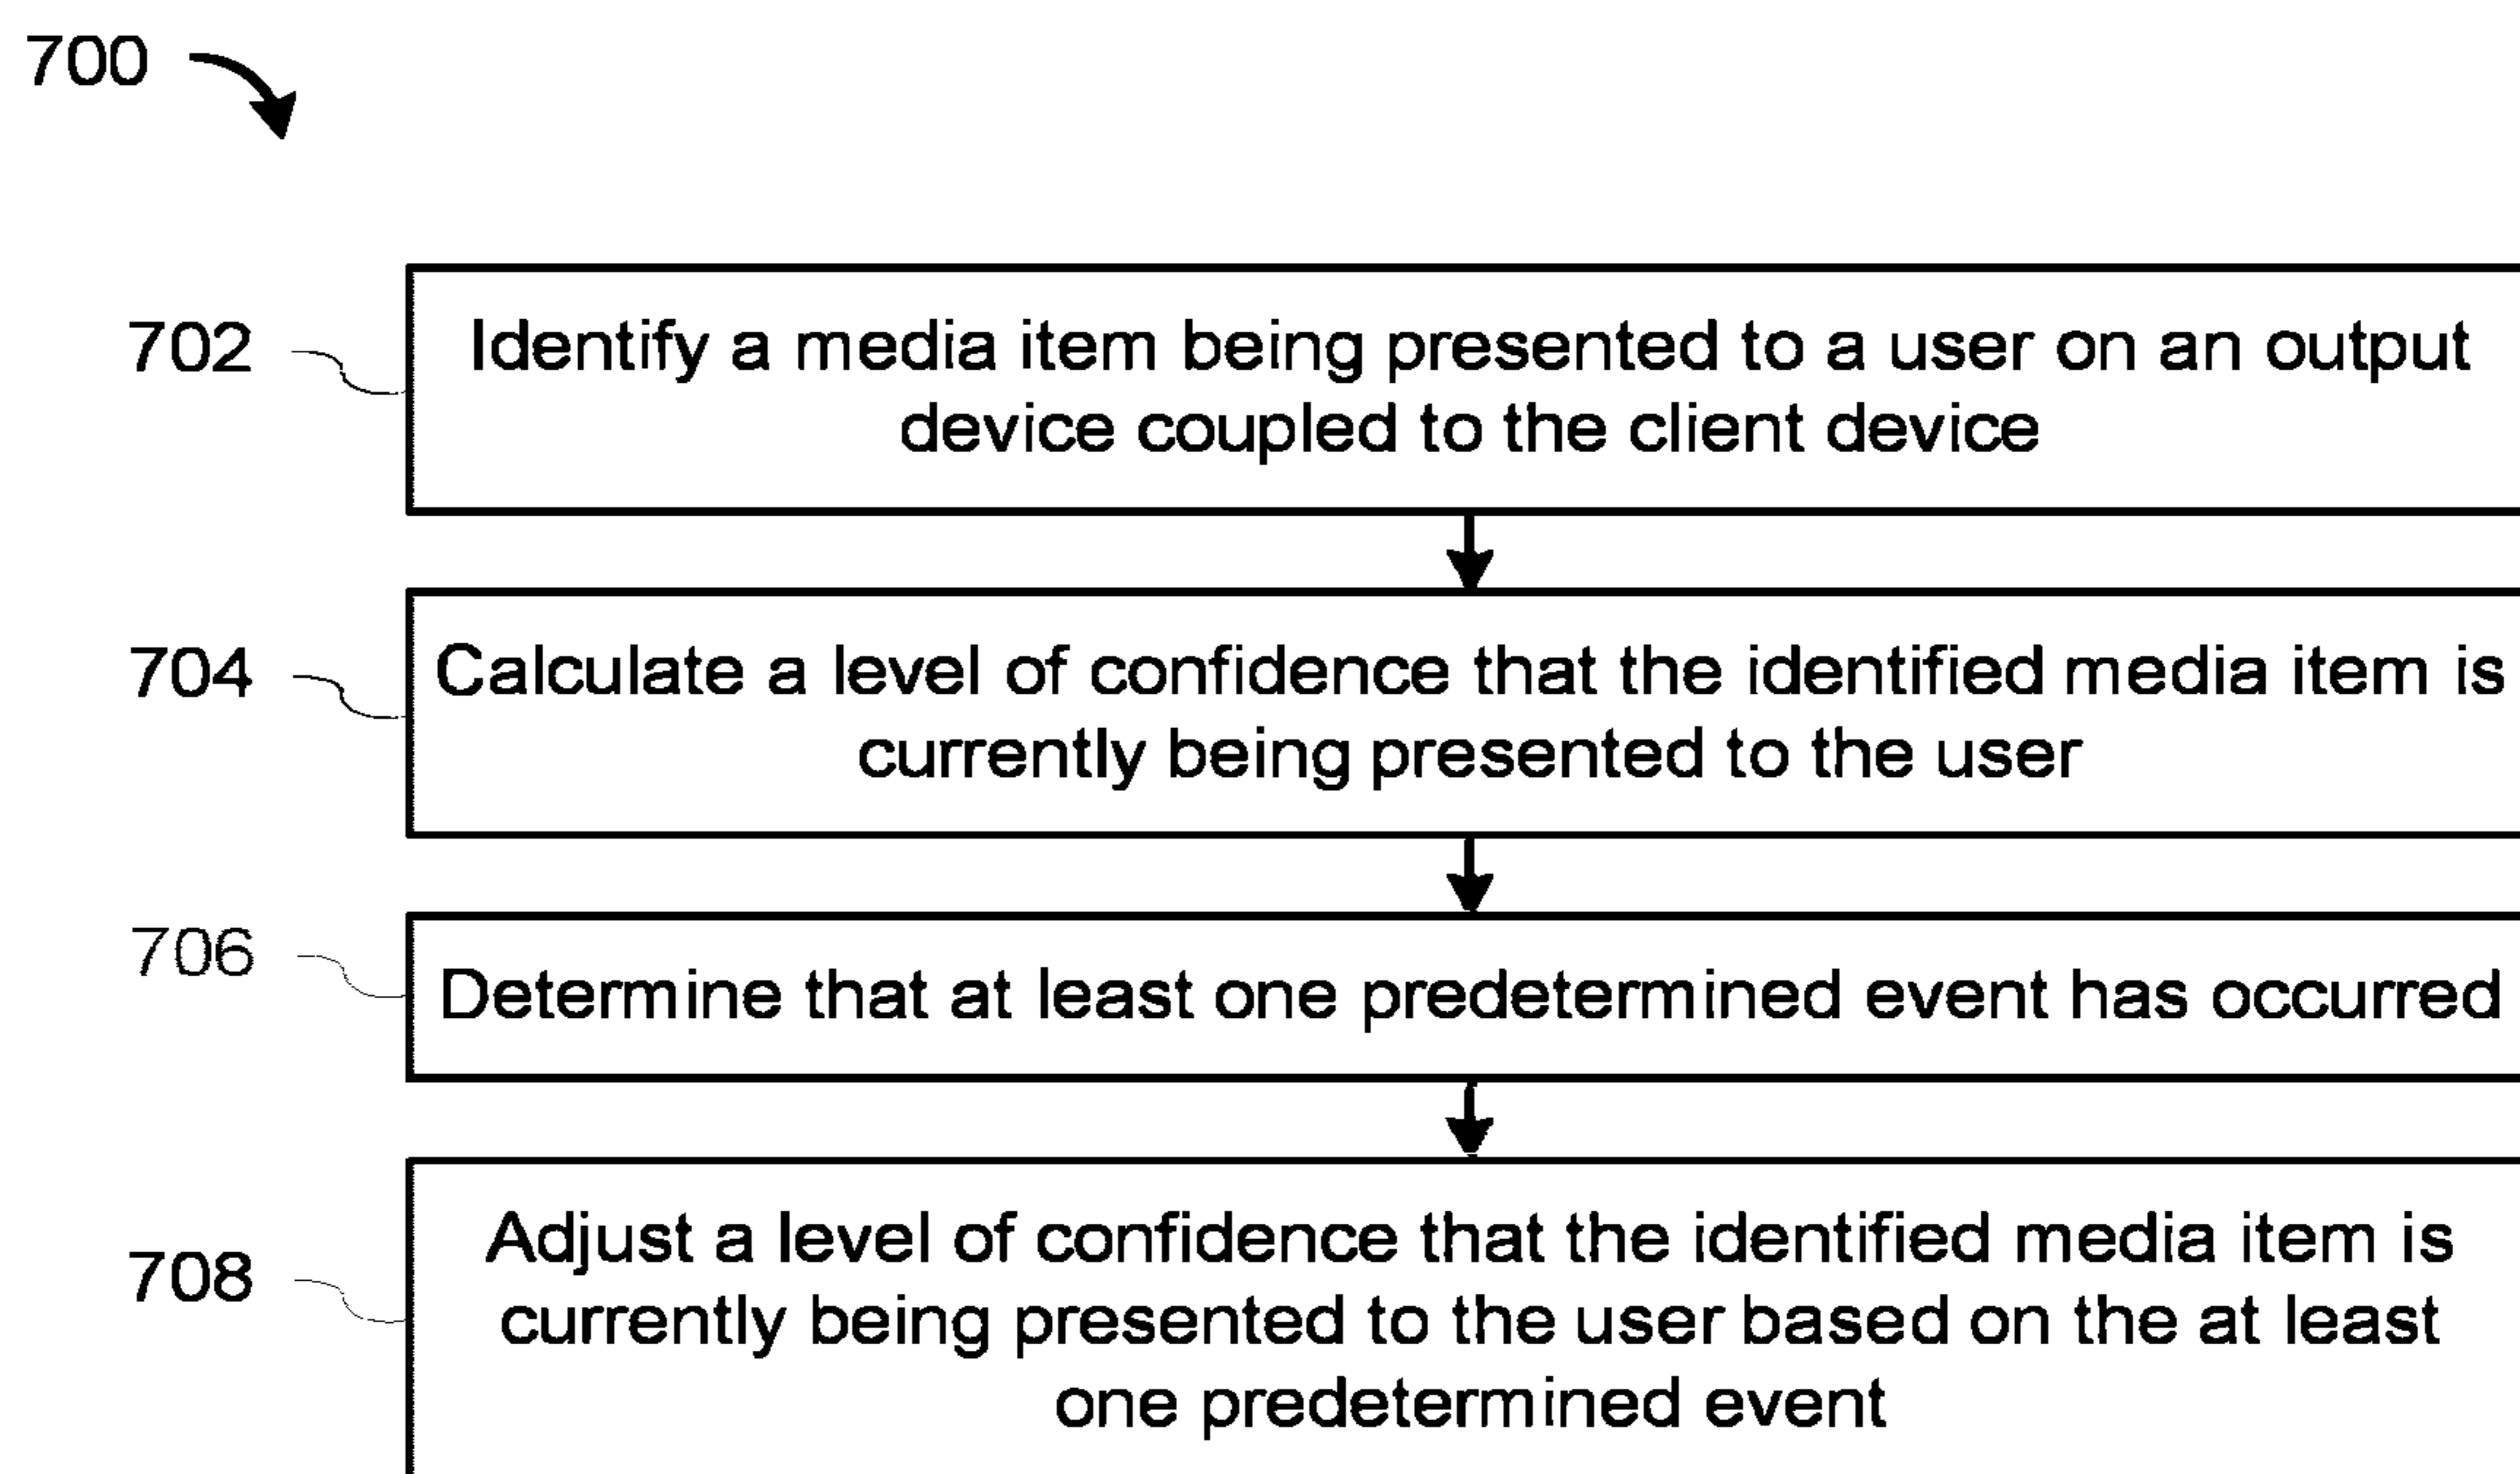 700
702
Identify a media item being presented to a user on an output
device coupled to the client device
704
Calculate a level of confidence that the identified media item is
currently being presented to the user
706
Determine that at least one predetermined event has occurred
708
Adjust a level of confidence that the identified media item is
currently being presented to the user based on the at least
one predetermined event